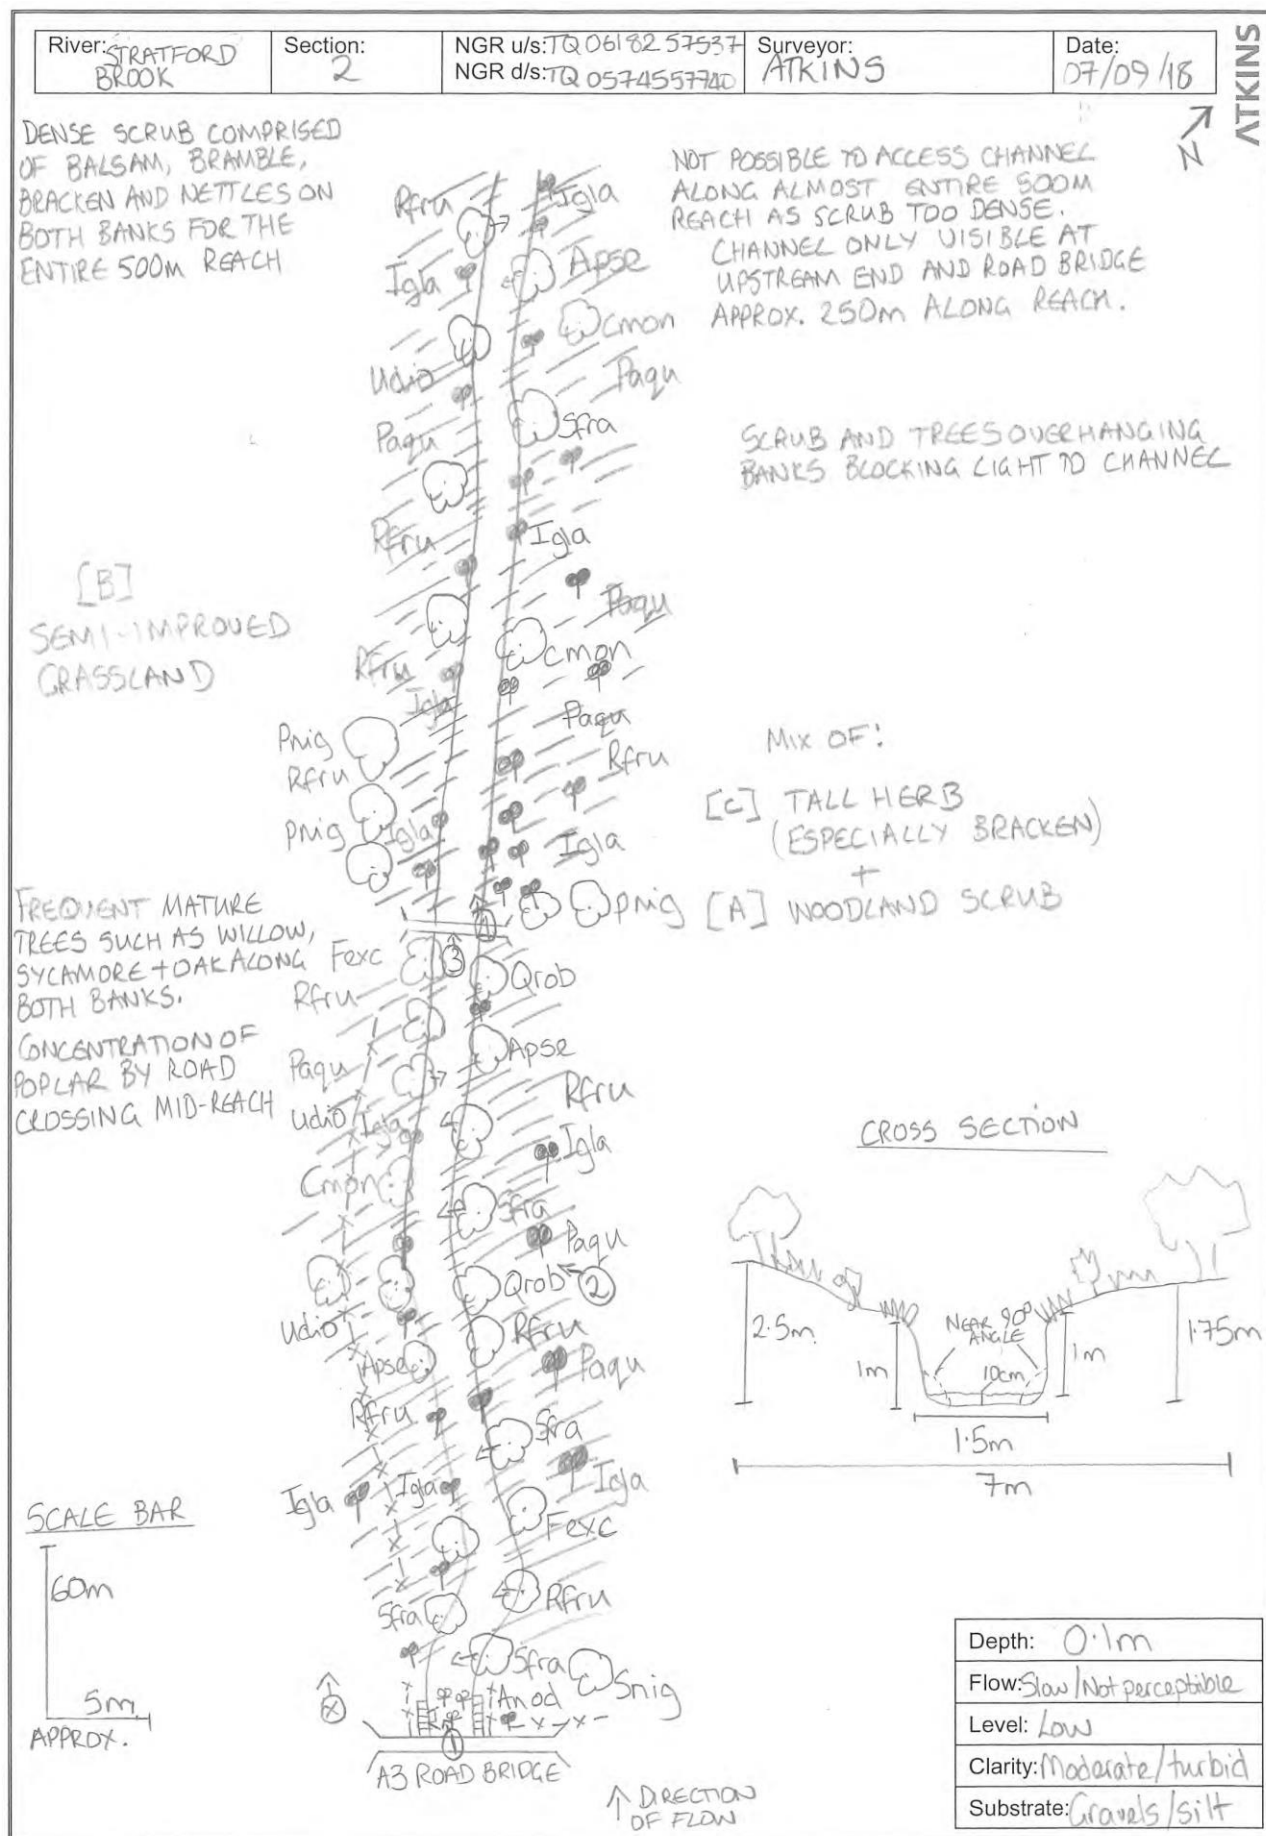 River: STRATFORD BROOK
Section: 2
NGR u/s: TQ 06182 57537
NGR d/s: TQ 05745 57740
Surveyor: ATKINS
Date: 07/09/18
ATKINS
N
DENSE SCRUB COMPRISED
OF BALSAM, BRAMBLE,
BRACKEN AND NETTLES ON
BOTH BANKS FOR THE
ENTIRE 500m REACH
NOT POSSIBLE TO ACCESS CHANNEL
ALONG ALMOST ENTIRE 500M
REACH AS SCRUB TOO DENSE.
CHANNEL ONLY VISIBLE AT
UPSTREAM END AND ROAD BRIDGE
APPROX. 250m ALONG REACH.
Rfru
Igla
Igla
Apse
Cmon
Udio
Paqu
Paqu
Sfra
SCRUB AND TREES OVERHANGING
BANKS BLOCKING LIGHT TO CHANNEL
Rfru
Igla
[B]
SEMI-IMPROVED
GRASSLAND
Paqu
Rfru
Cmon
Igla
Paqu
Pnig
Rfru
Rfru
MIX OF:
[C] TALL HERB
(ESPECIALLY BRACKEN)
+
[A] WOODLAND SCRUB
Pnig
Igla
Igla
Pnig
1
3
FREQUENT MATURE
TREES SUCH AS WILLOW,
SYCAMORE + OAK ALONG
BOTH BANKS.
CONCENTRATION OF
POPLAR BY ROAD
CROSSING MID-REACH
Fexc
Rfru
Qrob
Paqu
Apse
Udio
Igla
Rfru
Igla
Cmon
Sfra
Paqu
Qrob
2
Udio
Rfru
Apse
Paqu
Rfru
Sfra
Igla
Igla
Igla
Fexc
Sfra
Rfru
Sfra
Snig
Anod
1
A3 ROAD BRIDGE
DIRECTION
OF FLOW
CROSS SECTION
2.5m
1m
NEAR 90°
ANGLE
10cm
1m
1.75m
1.5m
7m
SCALE BAR
60m
5m
APPROX.
Depth: 0.1m
Flow: Slow/Not perceptible
Level: Low
Clarity: Moderate/turbid
Substrate: Gravels/silt